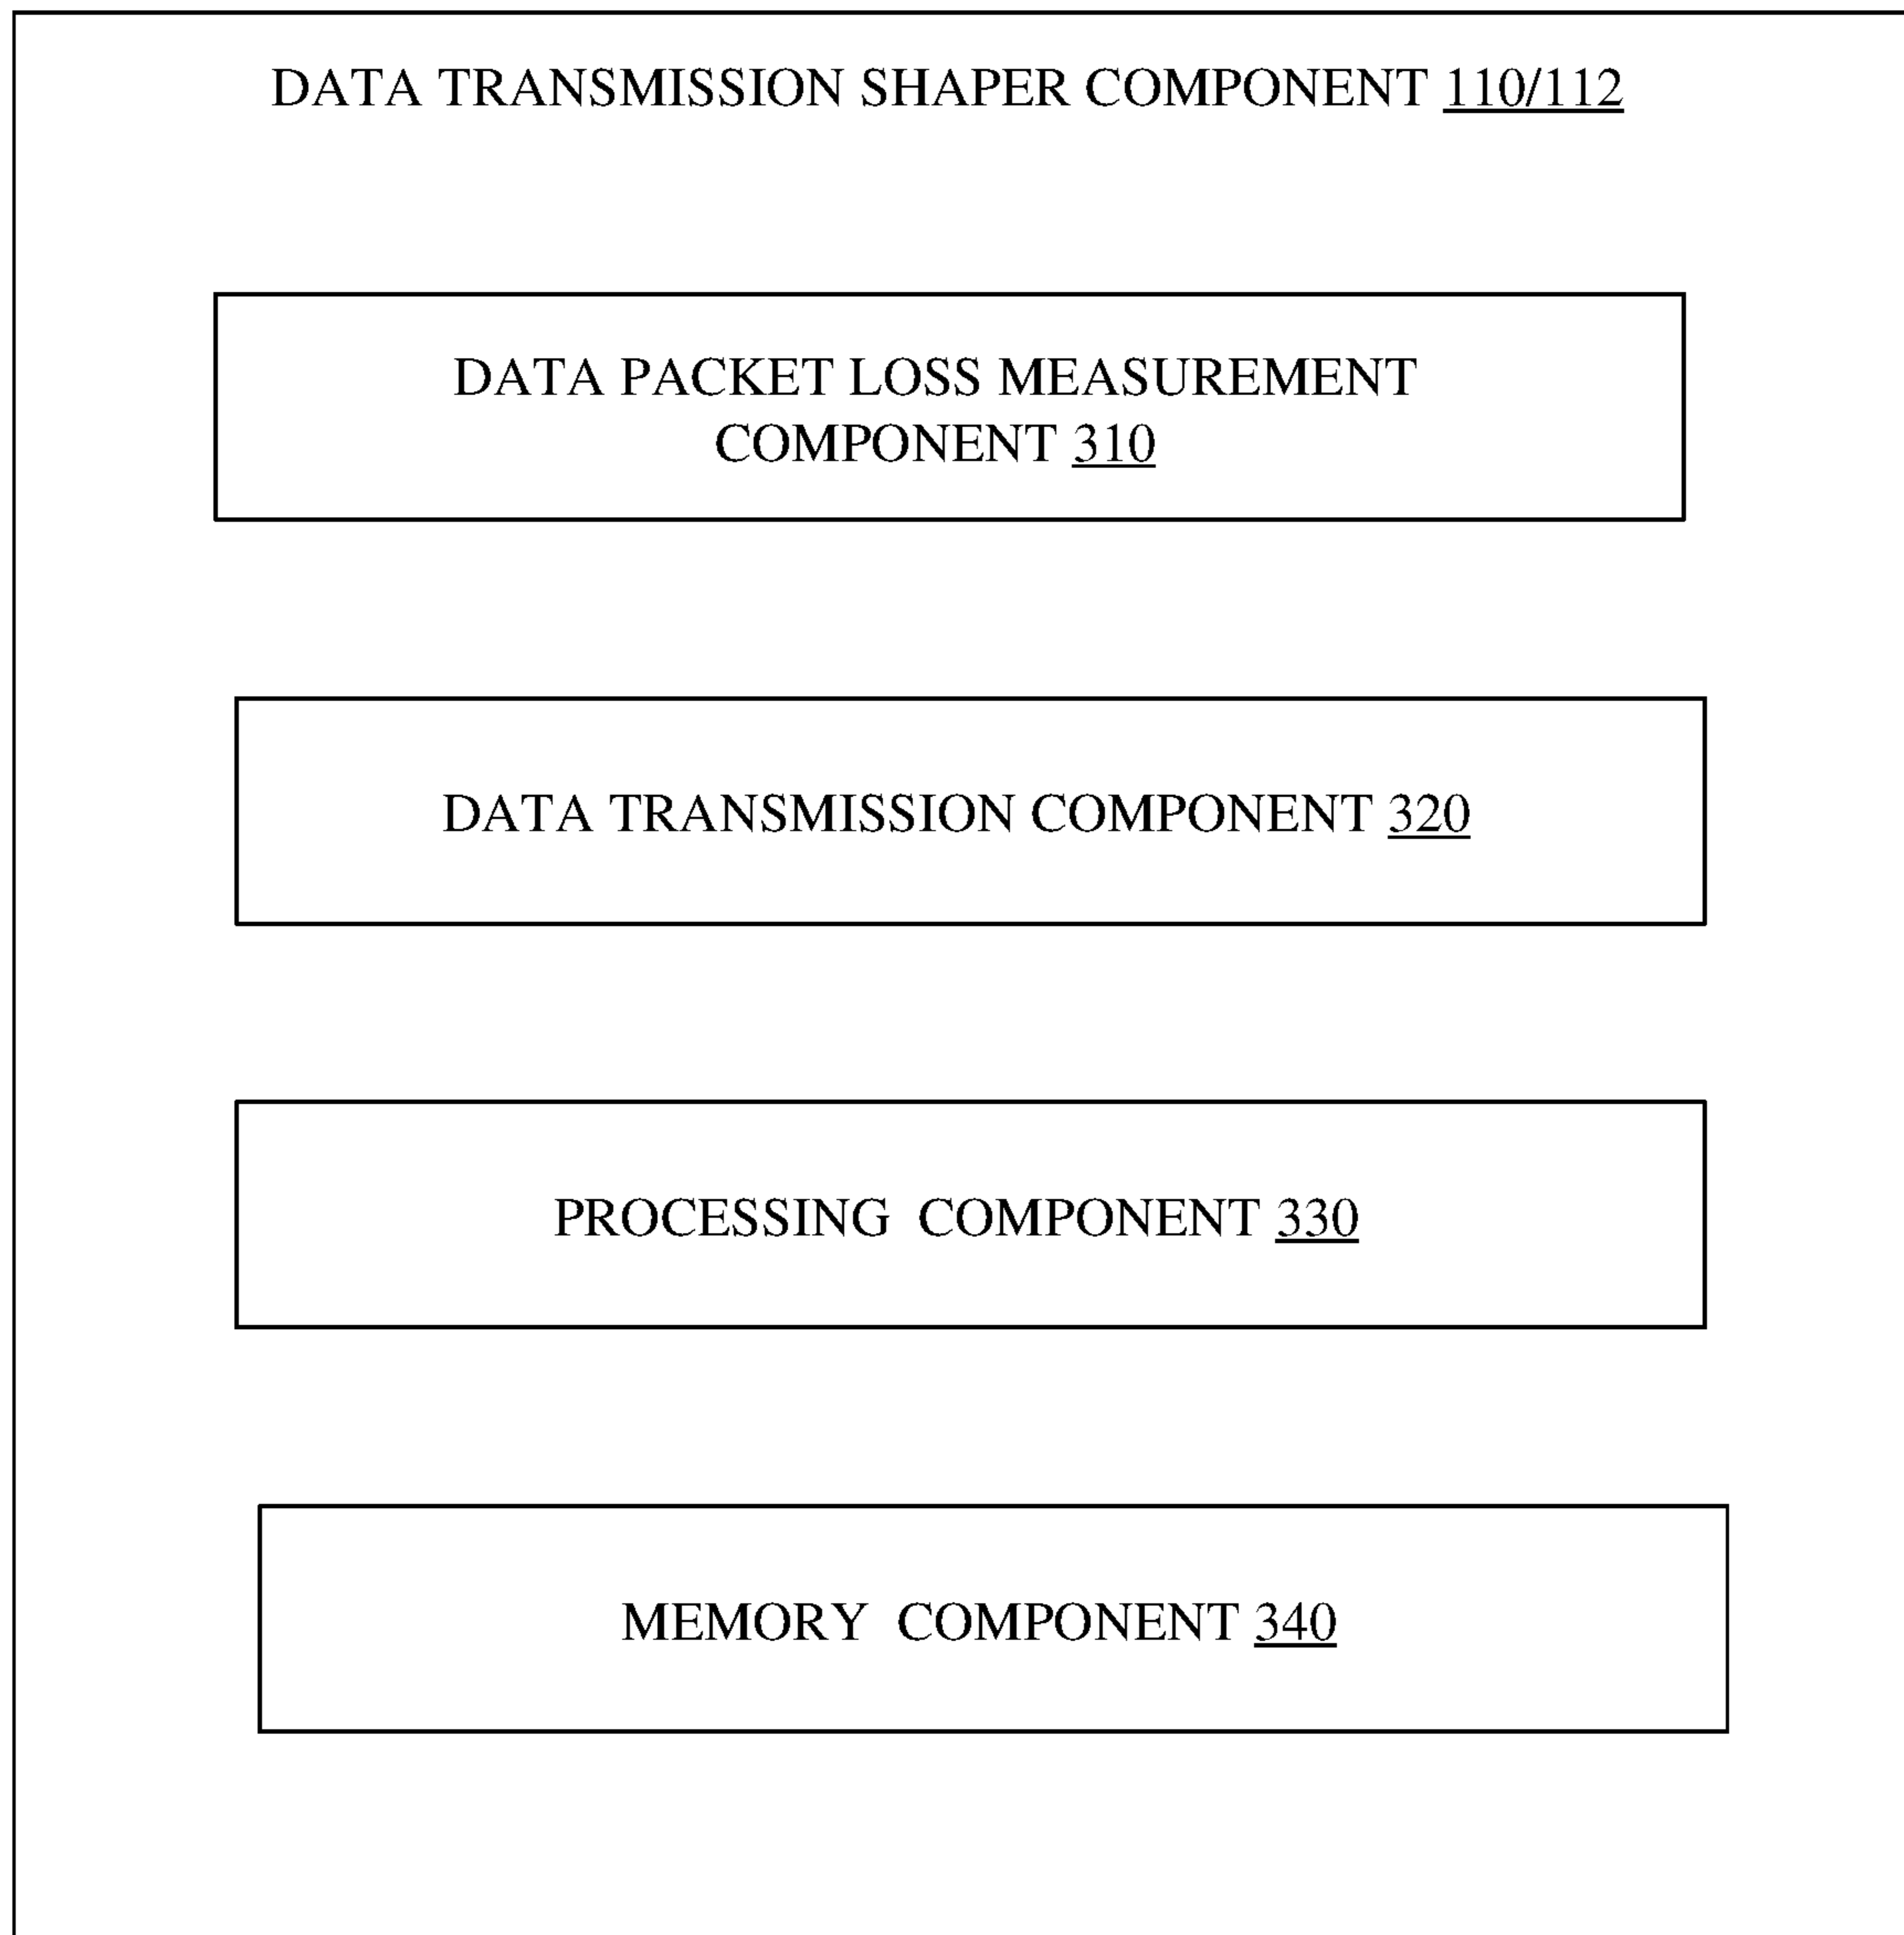 DATA TRANSMISSION SHAPER COMPONENT 110/112
DATA PACKET LOSS MEASUREMENT
COMPONENT 310
DATA TRANSMISSION COMPONENT 320
PROCESSING COMPONENT 330
MEMORY COMPONENT 340